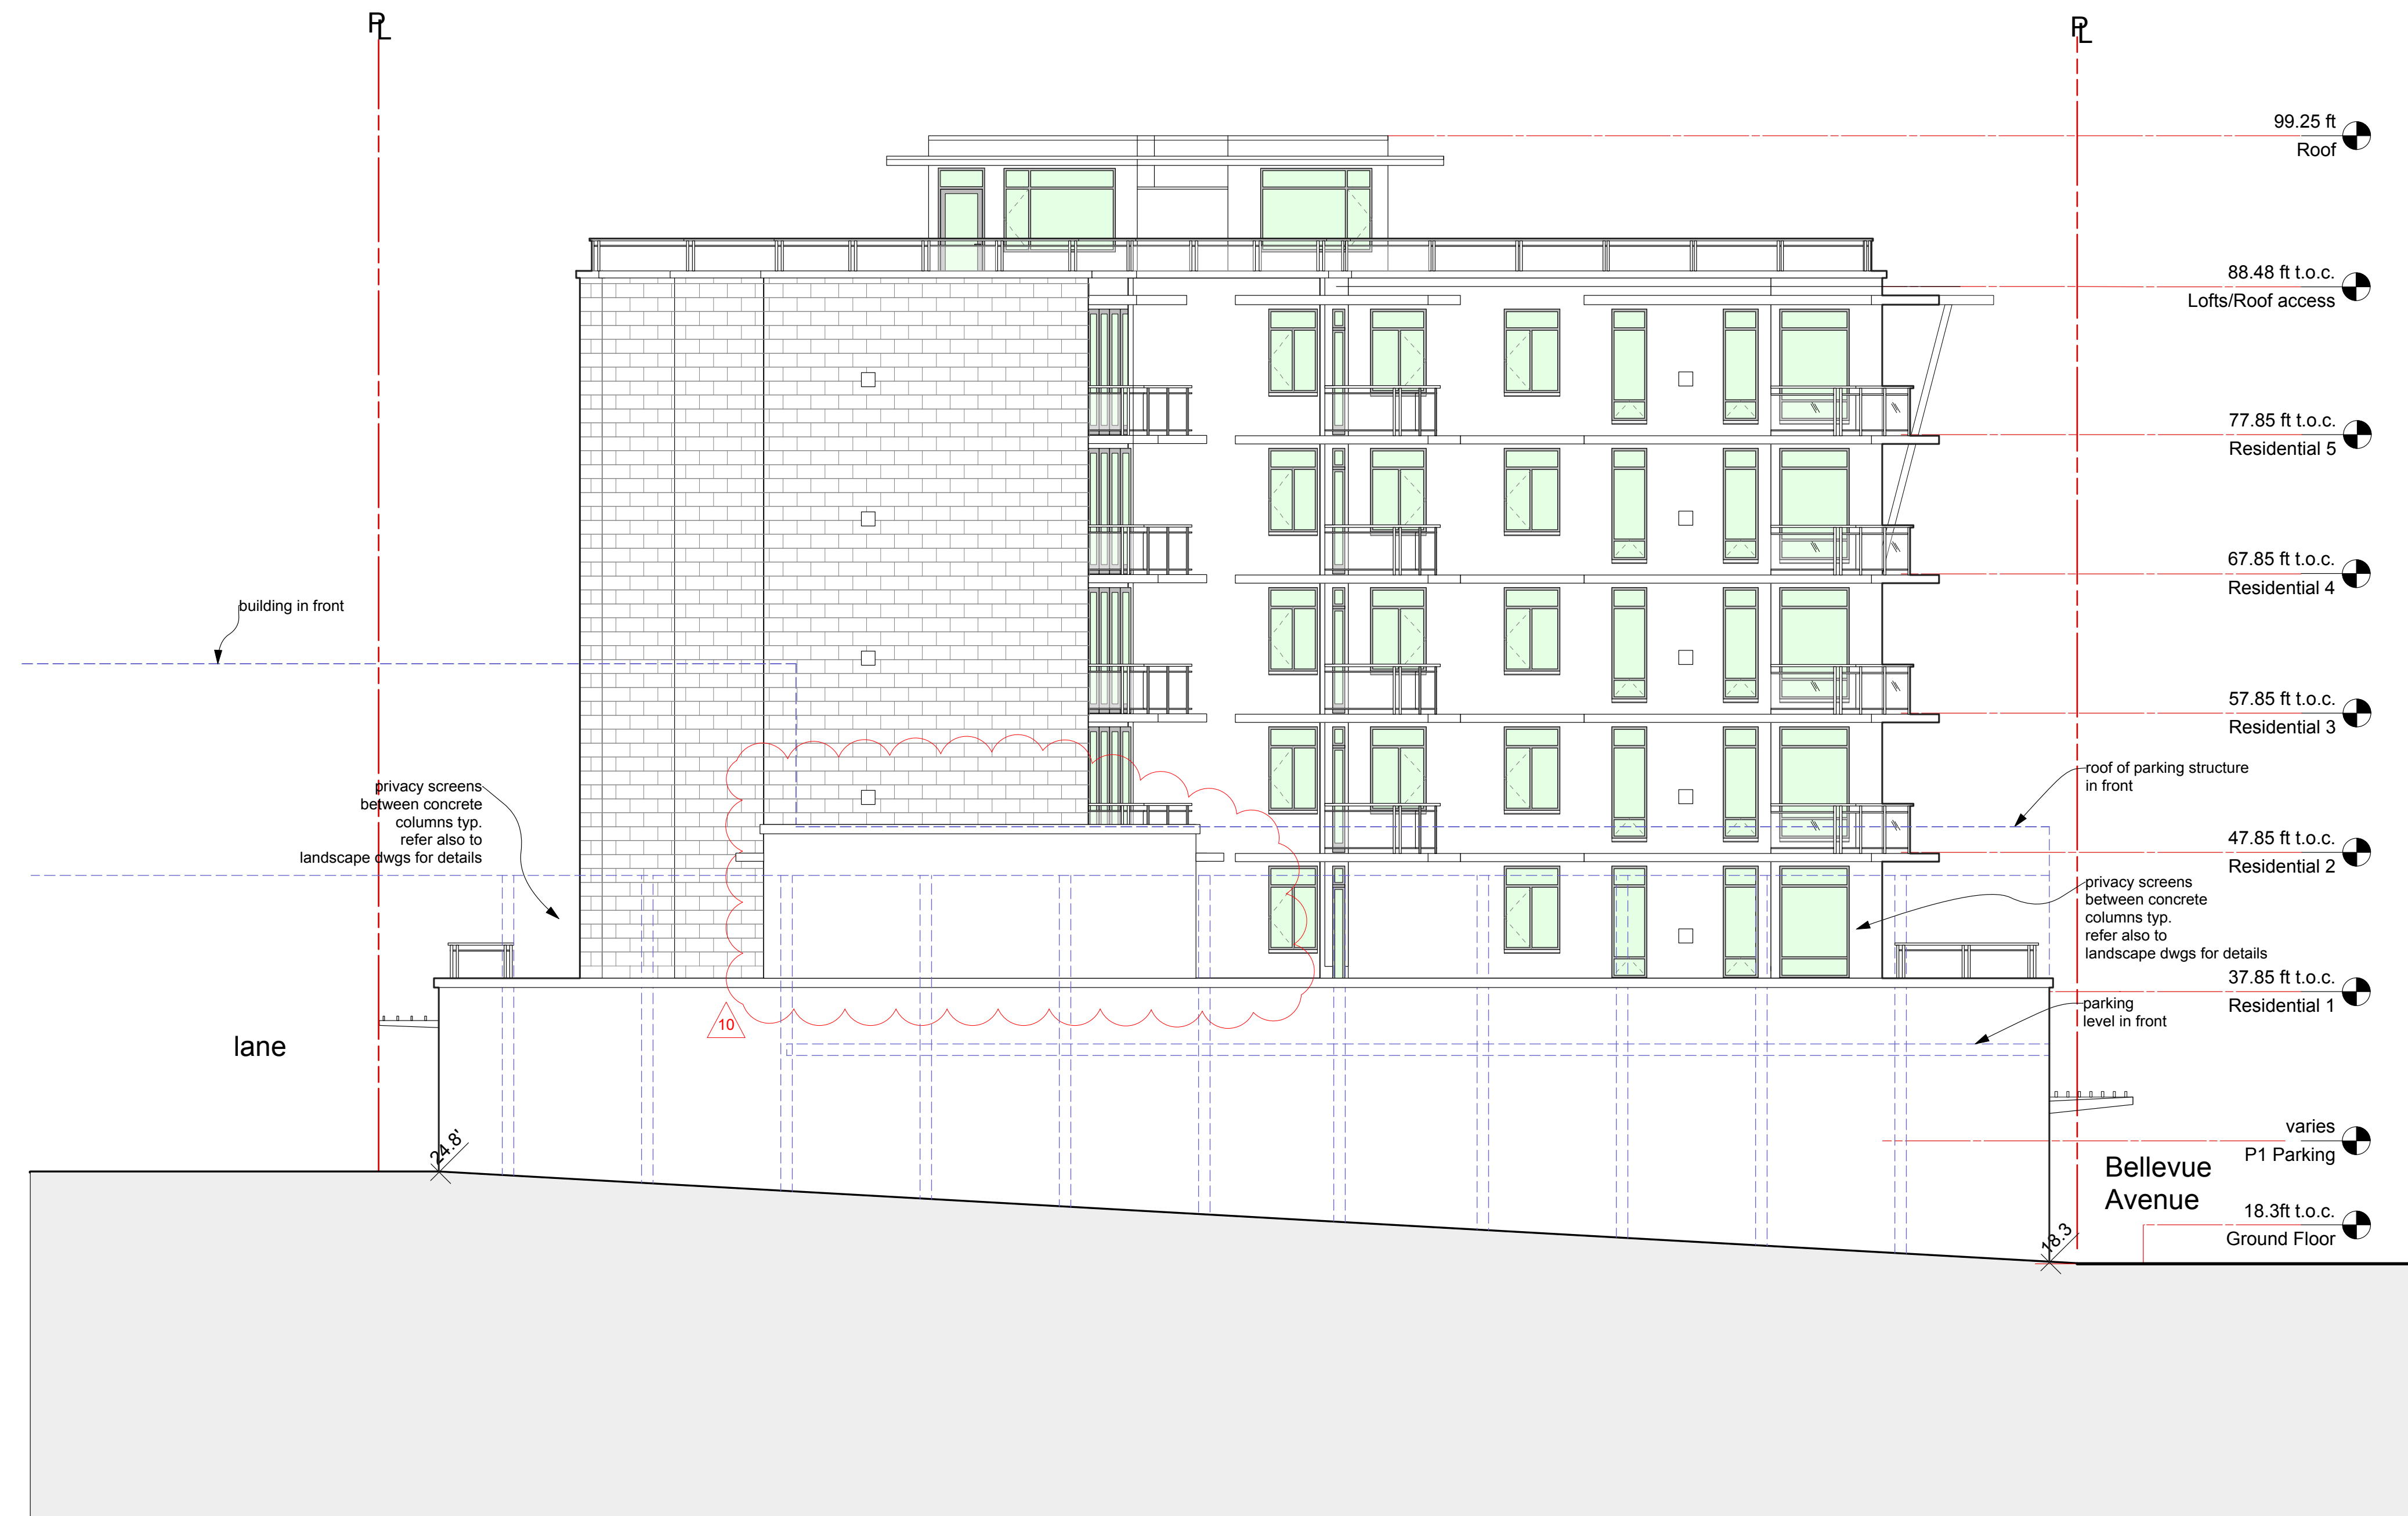 PL
PL
99.25 ft
Roof
88.48 ft t.o.c.
Lofts/Roof access
77.85 ft t.o.c.
Residential 5
67.85 ft t.o.c.
Residential 4
building in front
57.85 ft t.o.c.
Residential 3
roof of parking structure
in front
privacy screens
between concrete
columns typ.
refer also to
landscape dwgs for details
47.85 ft t.o.c.
Residential 2
privacy screens
between concrete
columns typ.
refer also to
landscape dwgs for details
37.85 ft t.o.c.
Residential 1
parking
level in front
10
lane
varies
P1 Parking
24.8'
Bellevue
Avenue
18.3ft t.o.c.
Ground Floor
18.3